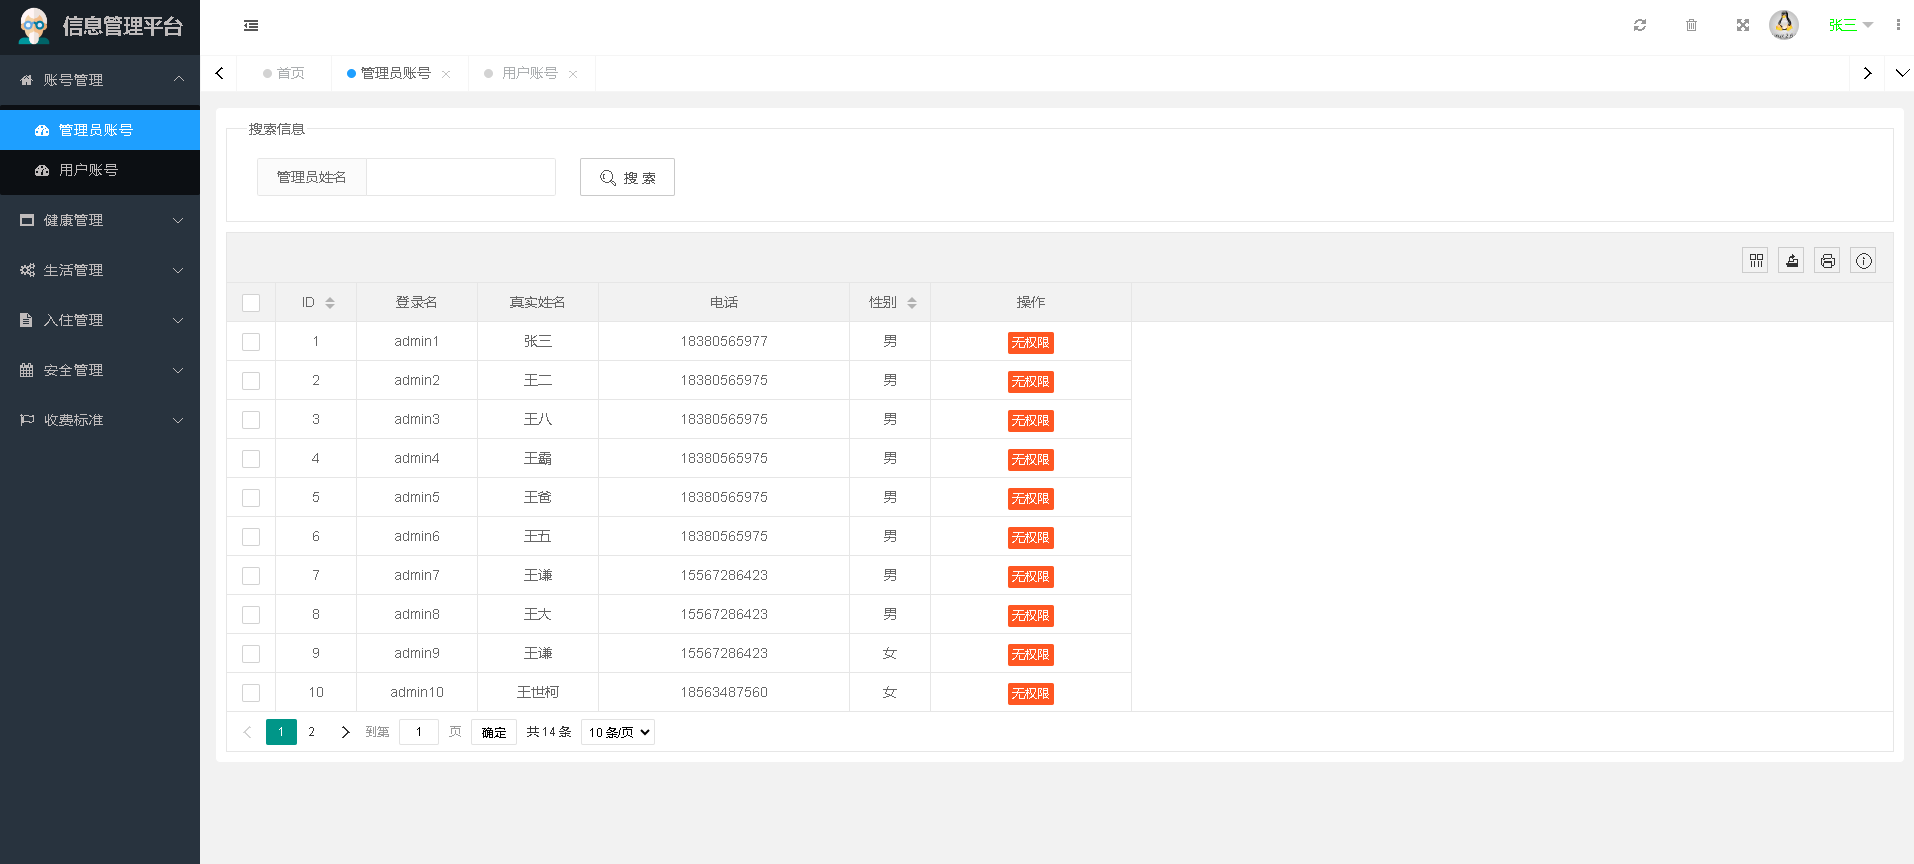 信息管理平台
张三
账号管理
管理员账号
用户账号
健康管理
生活管理
入住管理
安全管理
收费标准
首页 管理员账号 用户账号
搜索信息
管理员姓名 搜 索
ID 登录名 真实姓名 电话 性别 操作
1 admin1 张三 18380565977 男 无权限
2 admin2 王二 18380565975 男 无权限
3 admin3 王八 18380565975 男 无权限
4 admin4 王霸 18380565975 男 无权限
5 admin5 王爸 18380565975 男 无权限
6 admin6 王五 18380565975 男 无权限
7 admin7 王谦 15567286423 男 无权限
8 admin8 王大 15567286423 男 无权限
9 admin9 王谦 15567286423 女 无权限
10 admin10 王世柯 18563487560 女 无权限
1 2 到第 1 页 确定 共 14 条 10 条/页